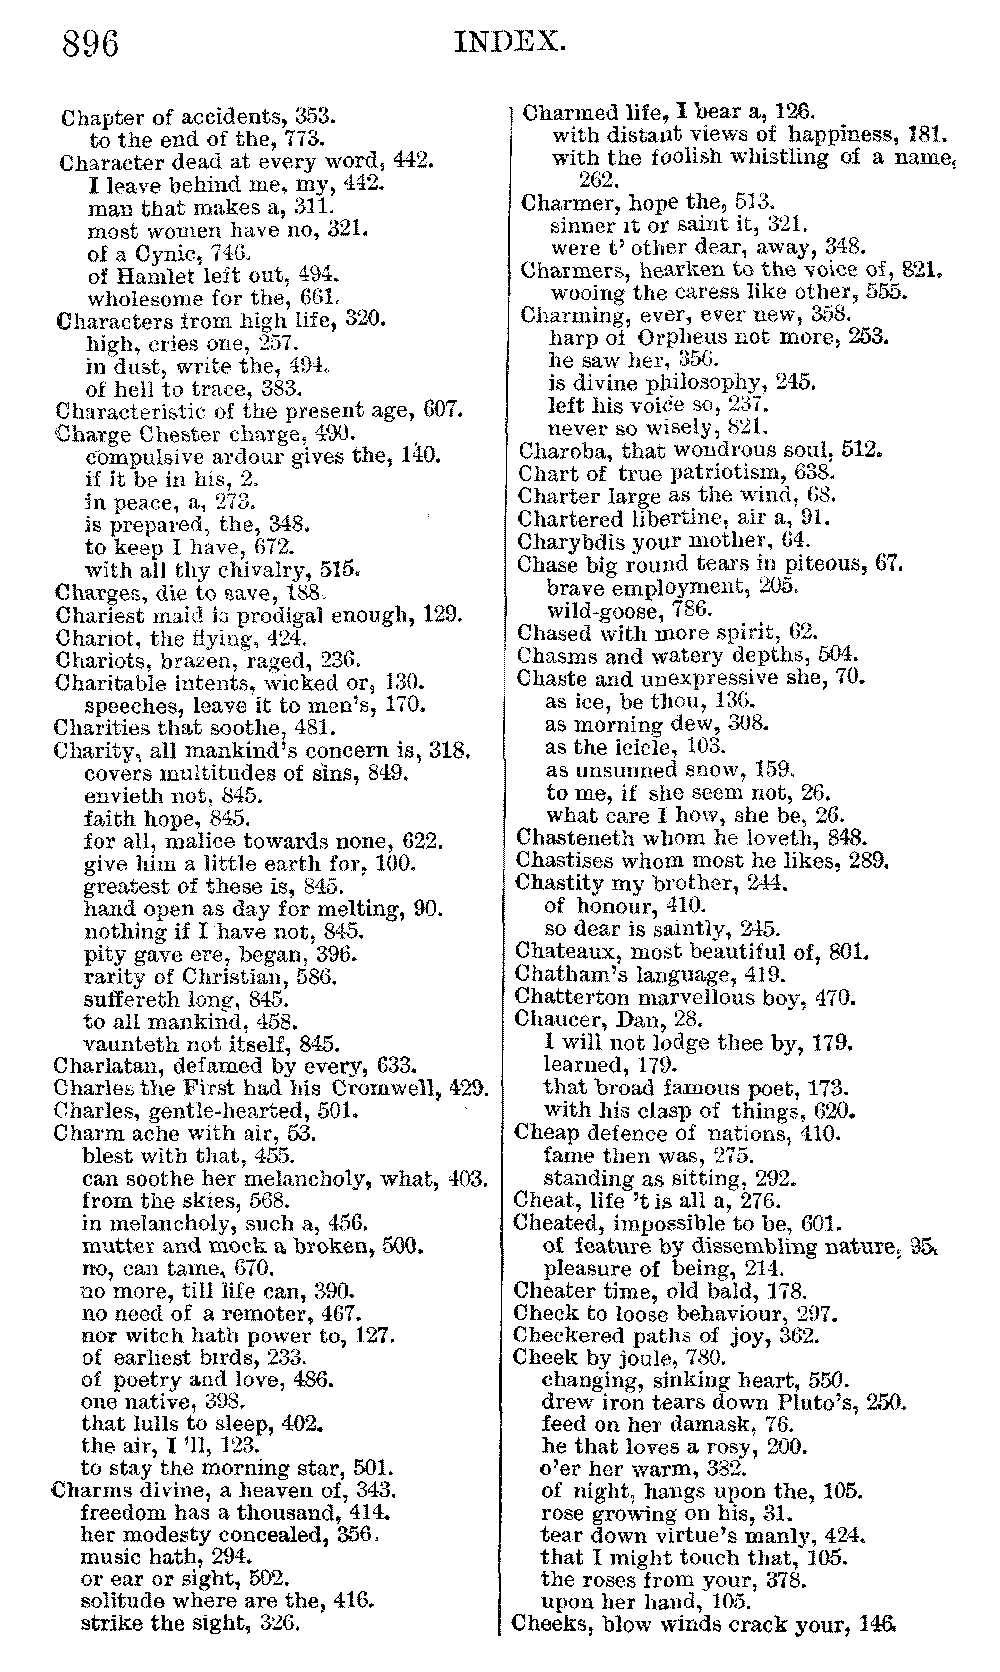 896 INDEX.
Chapter of accidents, 353.
to the end of the, 773.
Character dead at every word, 442.
I leave behind me, my, 442.
man that makes a, 311.
most women have no, 321.
of a Cynic, 746.
of Hamlet left out, 494.
wholesome for the, 661.
Characters from high life, 320.
high, cries one, 257.
in dust, write the, 494.
of hell to trace, 383.
Characteristic of the present age, 607.
Charge Chester charge, 490.
compulsive ardour gives the, 140.
if it be in his, 2.
in peace, a, 273.
is prepared, the, 348.
to keep I have, 672.
with all thy chivalry, 515.
Charges, die to save, 188.
Chariest maid is prodigal enough, 129.
Chariot, the flying, 424.
Chariots, brazen, raged, 236.
Charitable intents, wicked or, 130.
speeches, leave it to men's, 170.
Charities that soothe, 481.
Charity, all mankind's concern is, 318.
covers multitudes of sins, 849.
envieth not, 845.
faith hope, 845.
for all, malice towards none, 622.
give him a little earth for, 100.
greatest of these is, 845.
hand open as day for melting, 90.
nothing if I have not, 845.
pity gave ere, began, 396.
rarity of Christian, 586.
suffereth long, 845.
to all mankind, 458.
vaunteth not itself, 845.
Charlatan, defamed by every, 633.
Charles the First had his Cromwell, 429.
Charles, gentle-hearted, 501.
Charm ache with air, 53.
blest with that, 455.
can soothe her melancholy, what, 403.
from the skies, 568.
in melancholy, such a, 456.
mutter and mock a broken, 500.
no, can tame, 670.
no more, till life can, 390.
no need of a remoter, 467.
nor witch hath power to, 127.
of earliest birds, 233.
of poetry and love, 486.
one native, 398.
that lulls to sleep, 402.
the air, I 'll, 123.
to stay the morning star, 501.
Charms divine, a heaven of, 343.
freedom has a thousand, 414.
her modesty concealed, 356.
music hath, 294.
or ear or sight, 502.
solitude where are the, 416.
strike the sight, 326.
Charmed life, I bear a, 126.
with distant views of happiness, 181.
with the foolish whistling of a name,
262.
Charmer, hope the, 513.
sinner it or saint it, 321.
were t' other dear, away, 348.
Charmers, hearken to the voice of, 821.
wooing the caress like other, 555.
Charming, ever, ever new, 358.
harp of Orpheus not more, 253.
he saw her, 356.
is divine philosophy, 245.
left his voice so, 237.
never so wisely, 821.
Charoba, that wondrous soul, 512.
Chart of true patriotism, 638.
Charter large as the wind, 68.
Chartered libertine, air a, 91.
Charybdis your mother, 64.
Chase big round tears in piteous, 67.
brave employment, 205.
wild-goose, 786.
Chased with more spirit, 62.
Chasms and watery depths, 504.
Chaste and unexpressive she, 70.
as ice, be thou, 136.
as morning dew, 308.
as the icicle, 103.
as unsunned snow, 159.
to me, if she seem not, 26.
what care I how, she be, 26.
Chasteneth whom he loveth, 848.
Chastises whom most he likes, 289.
Chastity my brother, 244.
of honour, 410.
so dear is saintly, 245.
Chateaux, most beautiful of, 801.
Chatham's language, 419.
Chatterton marvellous boy, 470.
Chaucer, Dan, 28.
I will not lodge thee by, 179.
learned, 179.
that broad famous poet, 173.
with his clasp of things, 620.
Cheap defence of nations, 410.
fame then was, 275.
standing as sitting, 292.
Cheat, life 't is all a, 276.
Cheated, impossible to be, 601.
of feature by dissembling nature, 95.
pleasure of being, 214.
Cheater time, old bald, 178.
Check to loose behaviour, 297.
Checkered paths of joy, 362.
Cheek by joule, 780.
changing, sinking heart, 550.
drew iron tears down Pluto's, 250.
feed on her damask, 76.
he that loves a rosy, 200.
o'er her warm, 382.
of night, hangs upon the, 105.
rose growing on his, 31.
tear down virtue's manly, 424.
that I might touch that, 105.
the roses from your, 378.
upon her hand, 105.
Cheeks, blow winds crack your, 146.